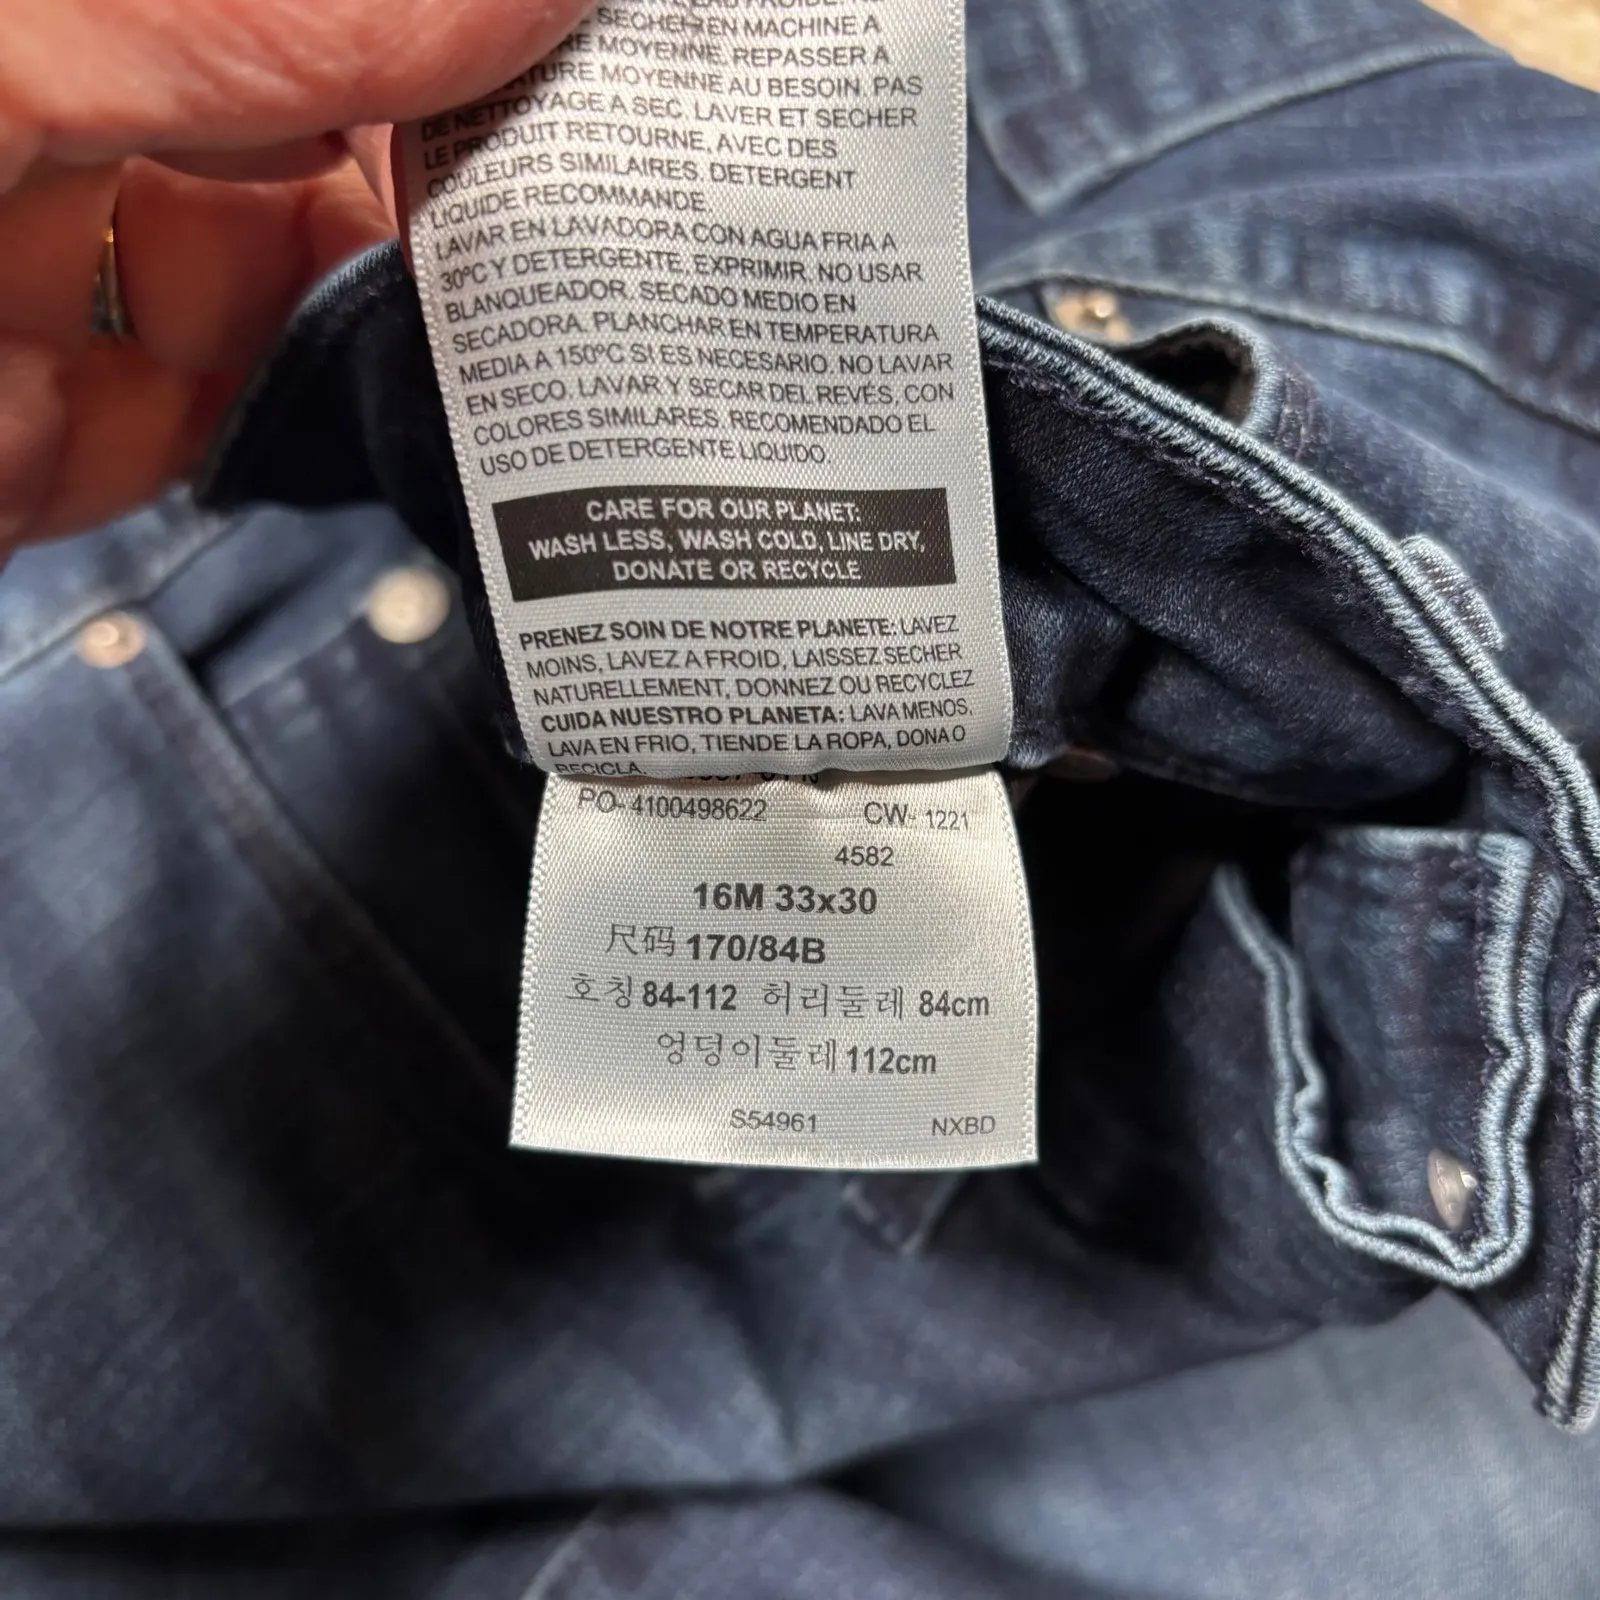 SECHER EN MACHINE A
MOYENNE. REPASSER A
MOYENNE AU BESOIN. PAS
DE NETTOYAGE A SEC. LAVER ET SECHER
LE PRODUIT RETOURNE, AVEC DES
COULEURS SIMILAIRES. DETERGENT
LIQUIDE RECOMMANDE.
LAVAR EN LAVADORA CON AGUA FRIA A
30ºC Y DETERGENTE, EXPRIMIR. NO USAR
BLANQUEADOR. SECADO MEDIO EN
SECADORA. PLANCHAR EN TEMPERATURA
MEDIA A 150ºC SI ES NECESARIO. NO LAVAR
EN SECO. LAVAR Y SECAR DEL REVÉS, CON
COLORES SIMILARES. RECOMENDADO EL
USO DE DETERGENTE LIQUIDO.
CARE FOR OUR PLANET:
WASH LESS, WASH COLD, LINE DRY,
DONATE OR RECYCLE
PRENEZ SOIN DE NOTRE PLANETE: LAVEZ
MOINS, LAVEZ A FROID, LAISSEZ SECHER
NATURELLEMENT, DONNEZ OU RECYCLEZ
CUIDA NUESTRO PLANETA: LAVA MENOS,
LAVA EN FRIO, TIENDE LA ROPA, DONA O
RECICLA.
PO- 4100498622 CW- 1221
4582
16M 33x30
尺码 170/84B
호칭 84-112 허리둘레 84cm
엉덩이둘레 112cm
S54961 NXBD